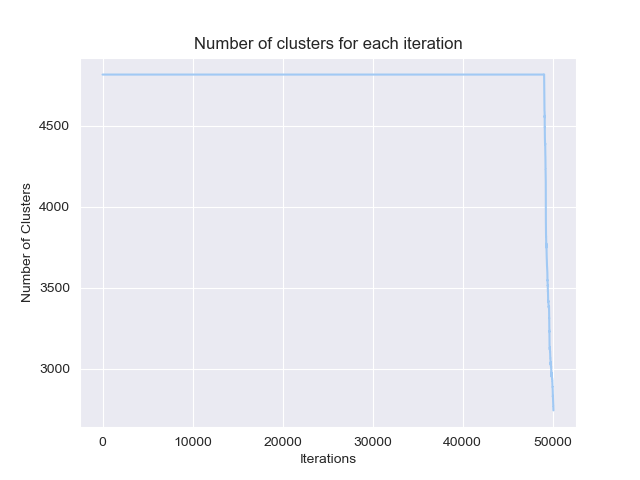 Number of clusters for each iteration
Number of Clusters
4500
4000
3500
3000
0 10000 20000 30000 40000 50000
Iterations